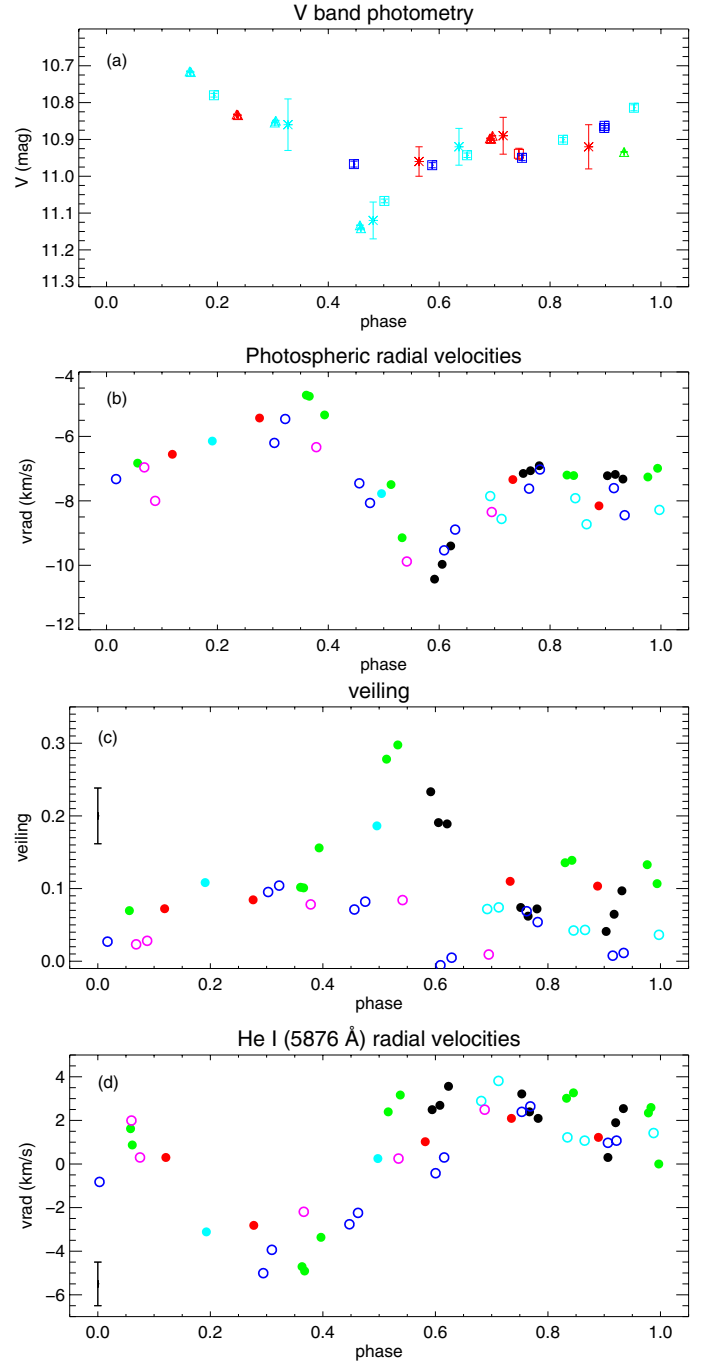 V band photometry
(a)
V (mag)
10.7
10.8
10.9
11.0
11.1
11.2
11.3
0.0 0.2 0.4 0.6 0.8 1.0
phase
Photospheric radial velocities
(b)
vrad (km/s)
−4
−6
−8
−10
−12
0.0 0.2 0.4 0.6 0.8 1.0
phase
veiling
(c)
veiling
0.3
0.2
0.1
0.0
0.0 0.2 0.4 0.6 0.8 1.0
phase
He I (5876 Å) radial velocities
(d)
vrad (km/s)
4
2
0
−2
−4
−6
0.0 0.2 0.4 0.6 0.8 1.0
phase